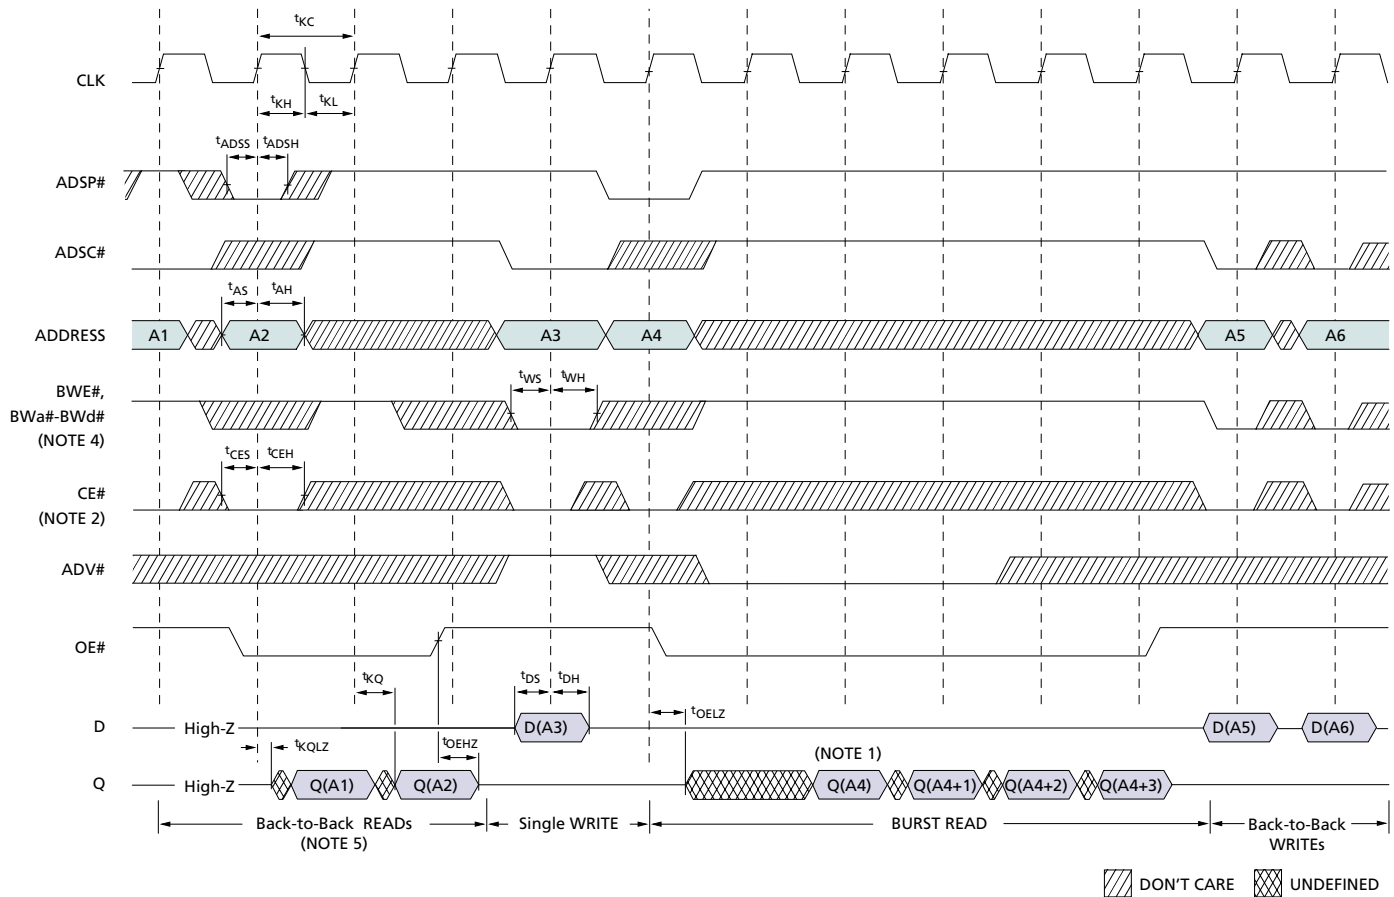 tKC
CLK
tKH
tKL
tADSS
tADSH
ADSP#
ADSC#
tAS
tAH
ADDRESS
A1
A2
A3
A4
A5
A6
BWE#,
BWa#-BWd#
(NOTE 4)
tWS
tWH
tCES
tCEH
CE#
(NOTE 2)
ADV#
OE#
tKQ
tDS
tDH
tOELZ
D
High-Z
D(A3)
D(A5)
D(A6)
tKQLZ
tOEHZ
(NOTE 1)
Q
High-Z
Q(A1)
Q(A2)
Q(A4)
Q(A4+1)
Q(A4+2)
Q(A4+3)
Back-to-Back READs
(NOTE 5)
Single WRITE
BURST READ
Back-to-Back
WRITEs
DON'T CARE
UNDEFINED